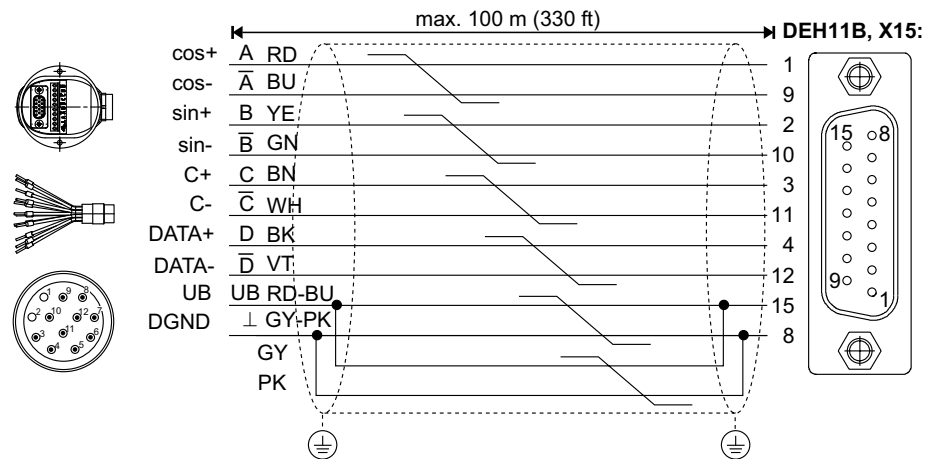 max. 100 m (330 ft)
DEH11B, X15:
cos+ A RD 1
cos- A̅ BU 9
sin+ B YE 2
sin- B̅ GN 10
C+ C BN 3
C- C̅ WH 11
DATA+ D BK 4
DATA- D̅ VT 12
UB UB RD-BU 15
DGND ⊥ GY-PK 8
GY
PK
15 8
9 1
1 9 8
2 10 12 7
3 11 6
4 5